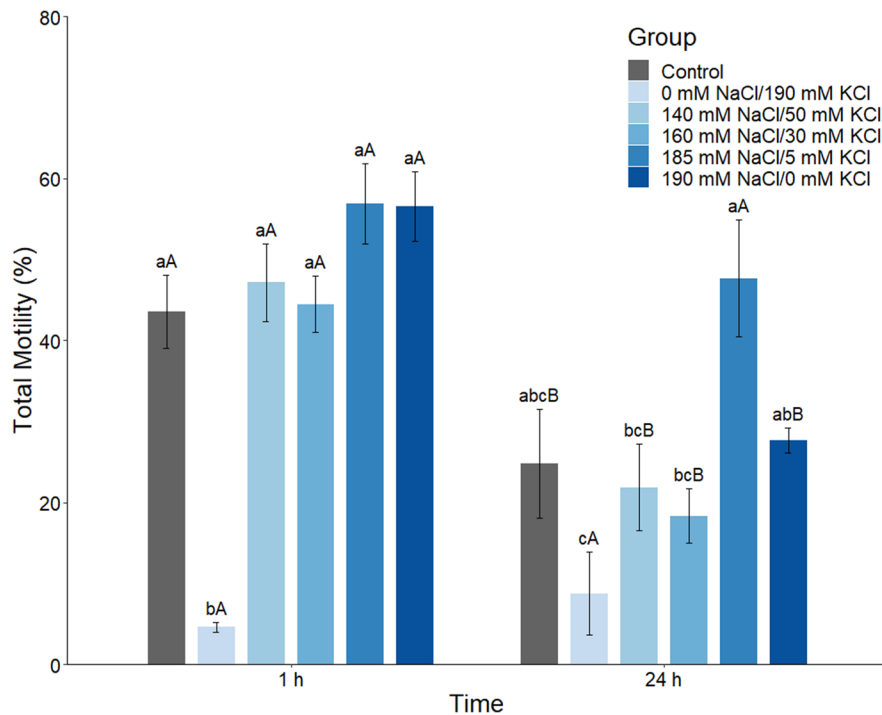 80
60
40
20
0
Total Motility (%)
Group
Control
0 mM NaCl/190 mM KCl
140 mM NaCl/50 mM KCl
160 mM NaCl/30 mM KCl
185 mM NaCl/5 mM KCl
190 mM NaCl/0 mM KCl
aA
bA
aA
aA
aA
aA
abcB
cA
bcB
bcB
aA
abB
1 h
24 h
Time